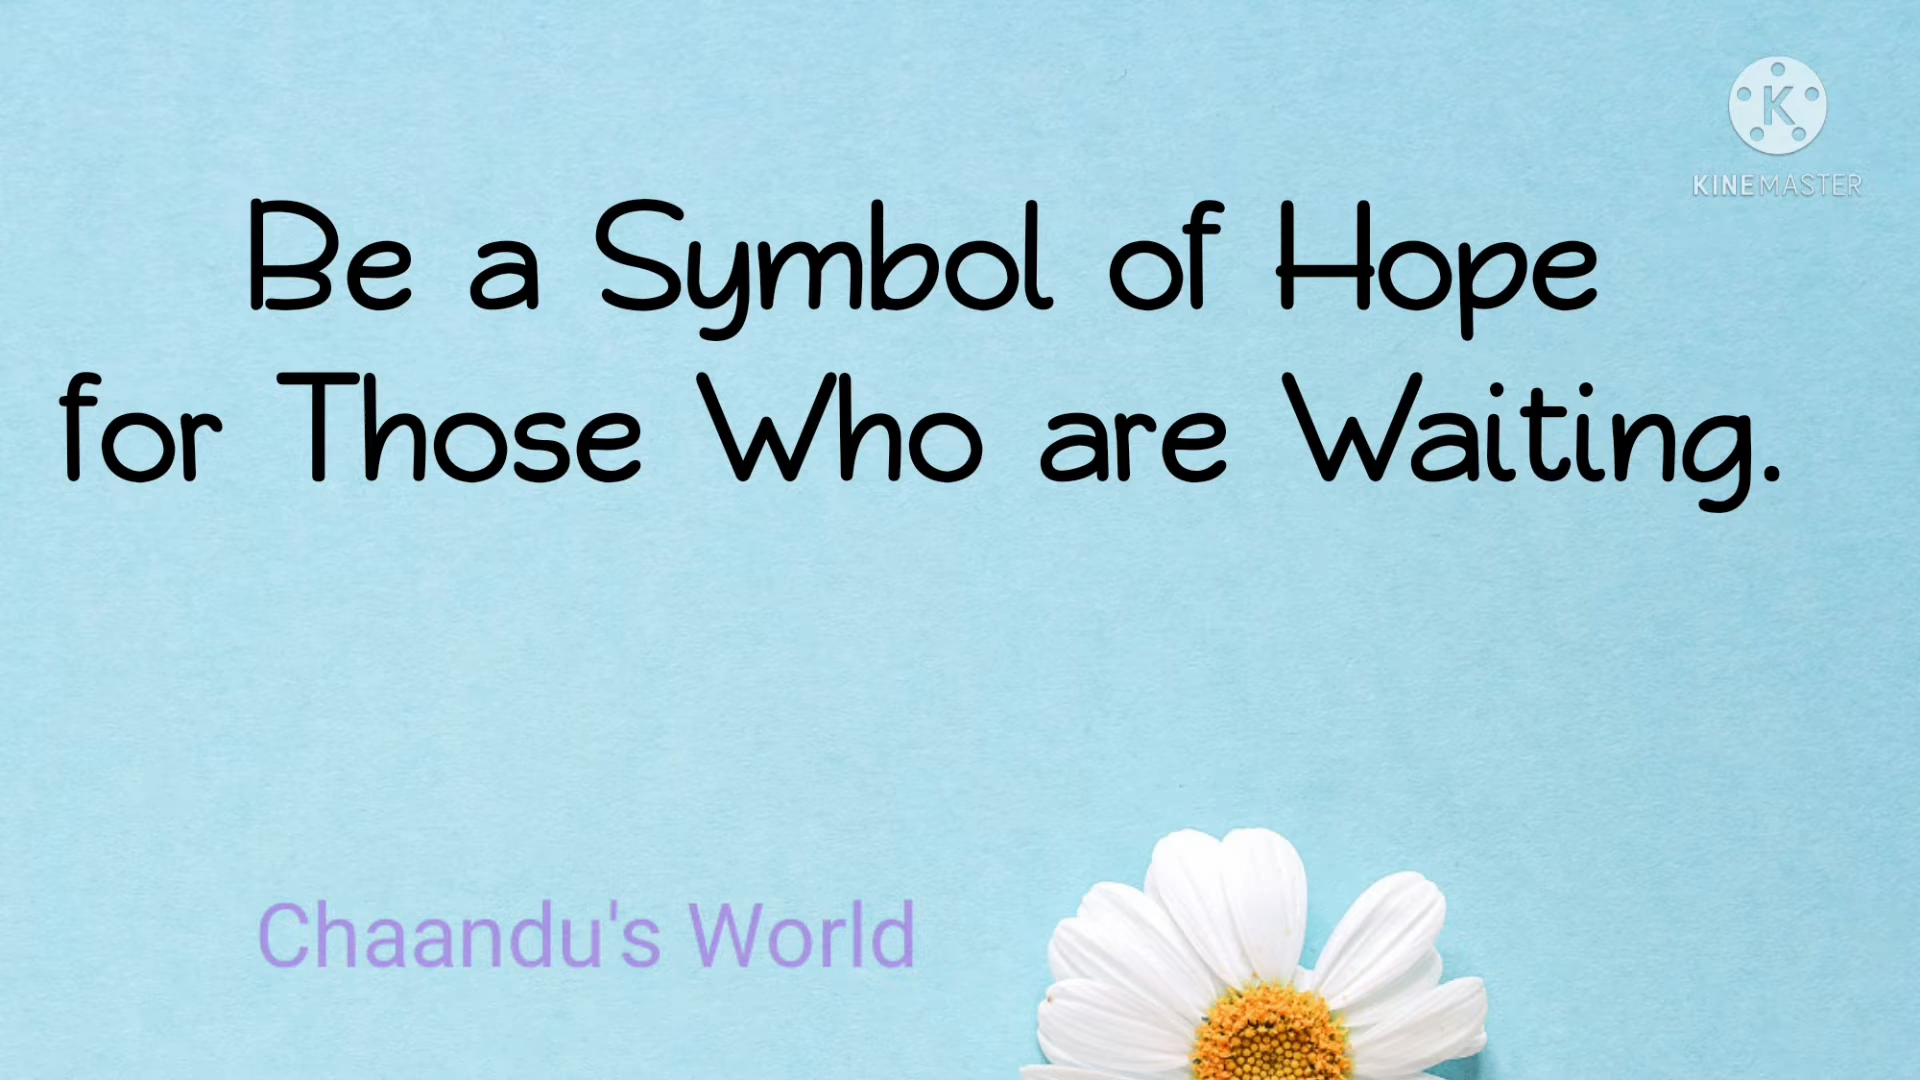 KINEMASTER
Be a Symbol of Hope
for Those Who are Waiting.
Chaandu's World